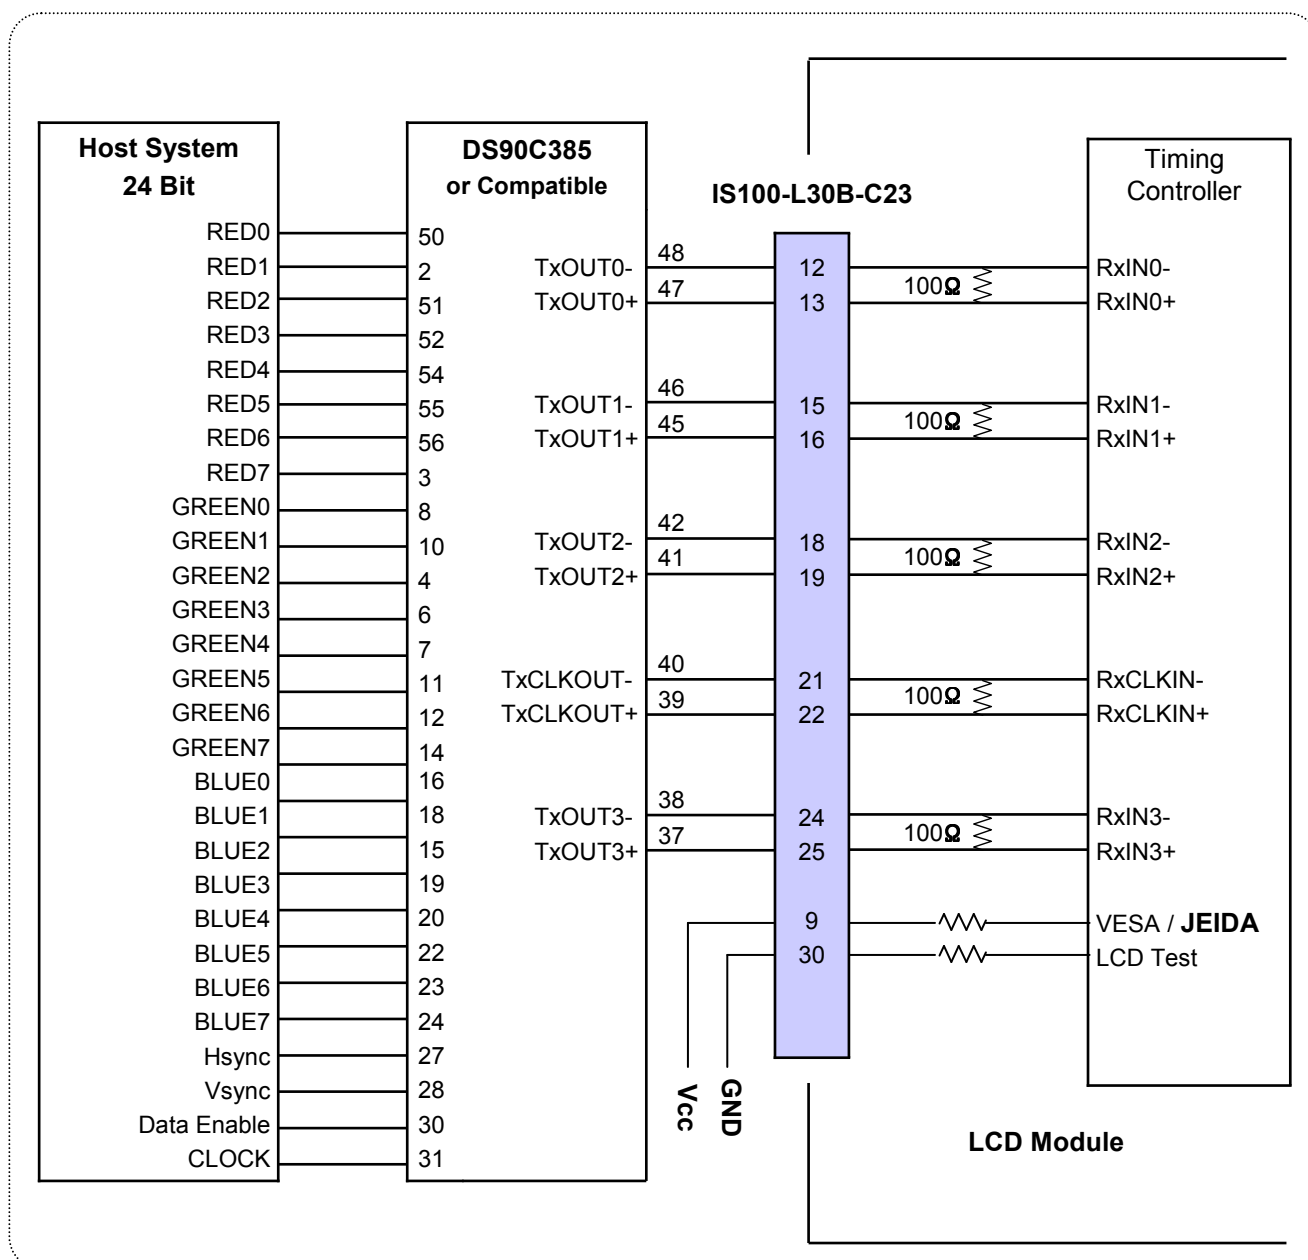 Host System
24 Bit
RED0
RED1
RED2
RED3
RED4
RED5
RED6
RED7
GREEN0
GREEN1
GREEN2
GREEN3
GREEN4
GREEN5
GREEN6
GREEN7
BLUE0
BLUE1
BLUE2
BLUE3
BLUE4
BLUE5
BLUE6
BLUE7
Hsync
Vsync
Data Enable
CLOCK
DS90C385
or Compatible
50
2
51
52
54
55
56
3
8
10
4
6
7
11
12
14
16
18
15
19
20
22
23
24
27
28
30
31
TxOUT0-
TxOUT0+
TxOUT1-
TxOUT1+
TxOUT2-
TxOUT2+
TxCLKOUT-
TxCLKOUT+
TxOUT3-
TxOUT3+
48
47
46
45
42
41
40
39
38
37
Vcc
GND
IS100-L30B-C23
12
13
15
16
18
19
21
22
24
25
9
30
100Ω
100Ω
100Ω
100Ω
100Ω
Timing
Controller
RxIN0-
RxIN0+
RxIN1-
RxIN1+
RxIN2-
RxIN2+
RxCLKIN-
RxCLKIN+
RxIN3-
RxIN3+
VESA / JEIDA
LCD Test
LCD Module